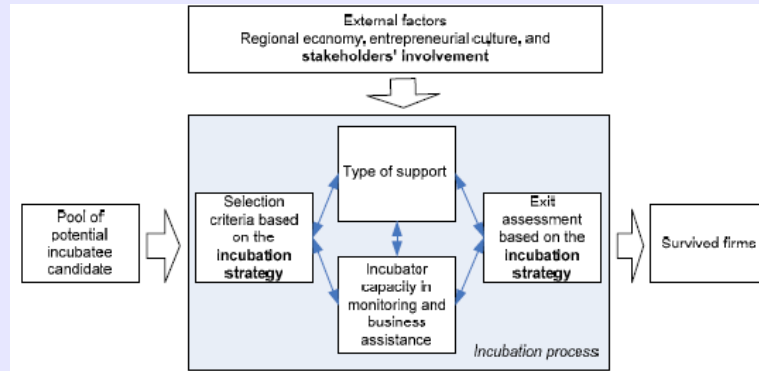 External factors
Regional economy, entrepreneurial culture, and
stakeholders' involvement
Type of support
Pool of
potential
incubatee
candidate
Selection
criteria based
on the
incubation
strategy
Exit
assessment
based on the
incubation
strategy
Survived firms
Incubator
capacity in
monitoring and
business
assistance
Incubation process